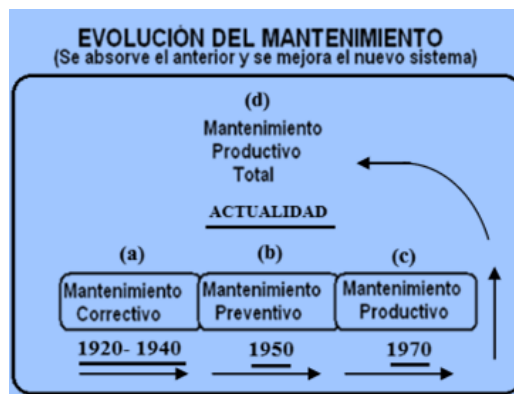 EVOLUCIÓN DEL MANTENIMIENTO
(Se absorve el anterior y se mejora el nuevo sistema)
(d)
Mantenimiento
Productivo
Total
ACTUALIDAD
(a) (b) (c)
Mantenimiento Mantenimiento Mantenimiento
Correctivo Preventivo Productivo
1920- 1940 1950 1970